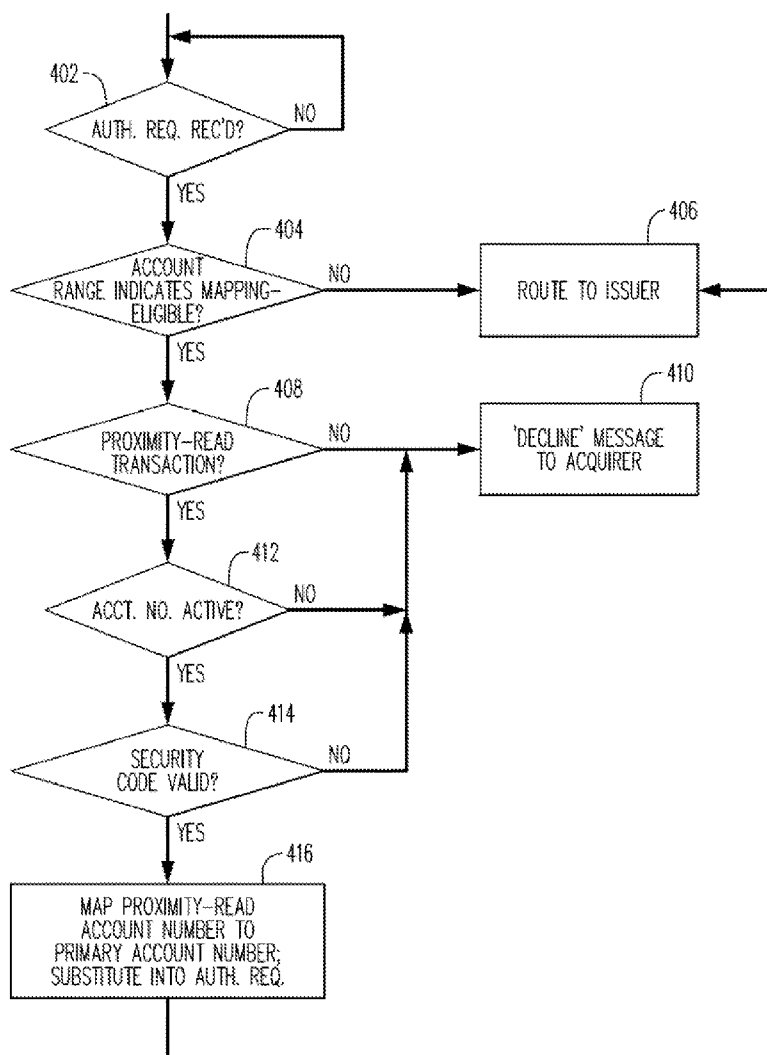 402
AUTH. REQ. REC'D?
NO
YES
404
ACCOUNT
RANGE INDICATES MAPPING-
ELIGIBLE?
NO
406
ROUTE TO ISSUER
YES
408
PROXIMITY-READ
TRANSACTION?
NO
410
'DECLINE' MESSAGE
TO ACQUIRER
YES
412
ACCT. NO. ACTIVE?
NO
YES
414
SECURITY
CODE VALID?
NO
YES
416
MAP PROXIMITY-READ
ACCOUNT NUMBER TO
PRIMARY ACCOUNT NUMBER;
SUBSTITUTE INTO AUTH. REQ.